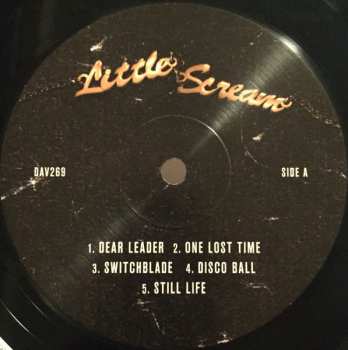 Little Scream
DAV269 SIDE A
1. DEAR LEADER 2. ONE LOST TIME
3. SWITCHBLADE 4. DISCO BALL
5. STILL LIFE